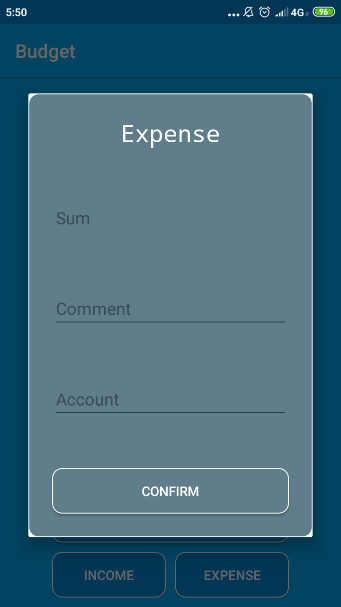 5:50
... 4G 96
Budget
Expense
Sum
Comment
Account
CONFIRM
INCOME
EXPENSE